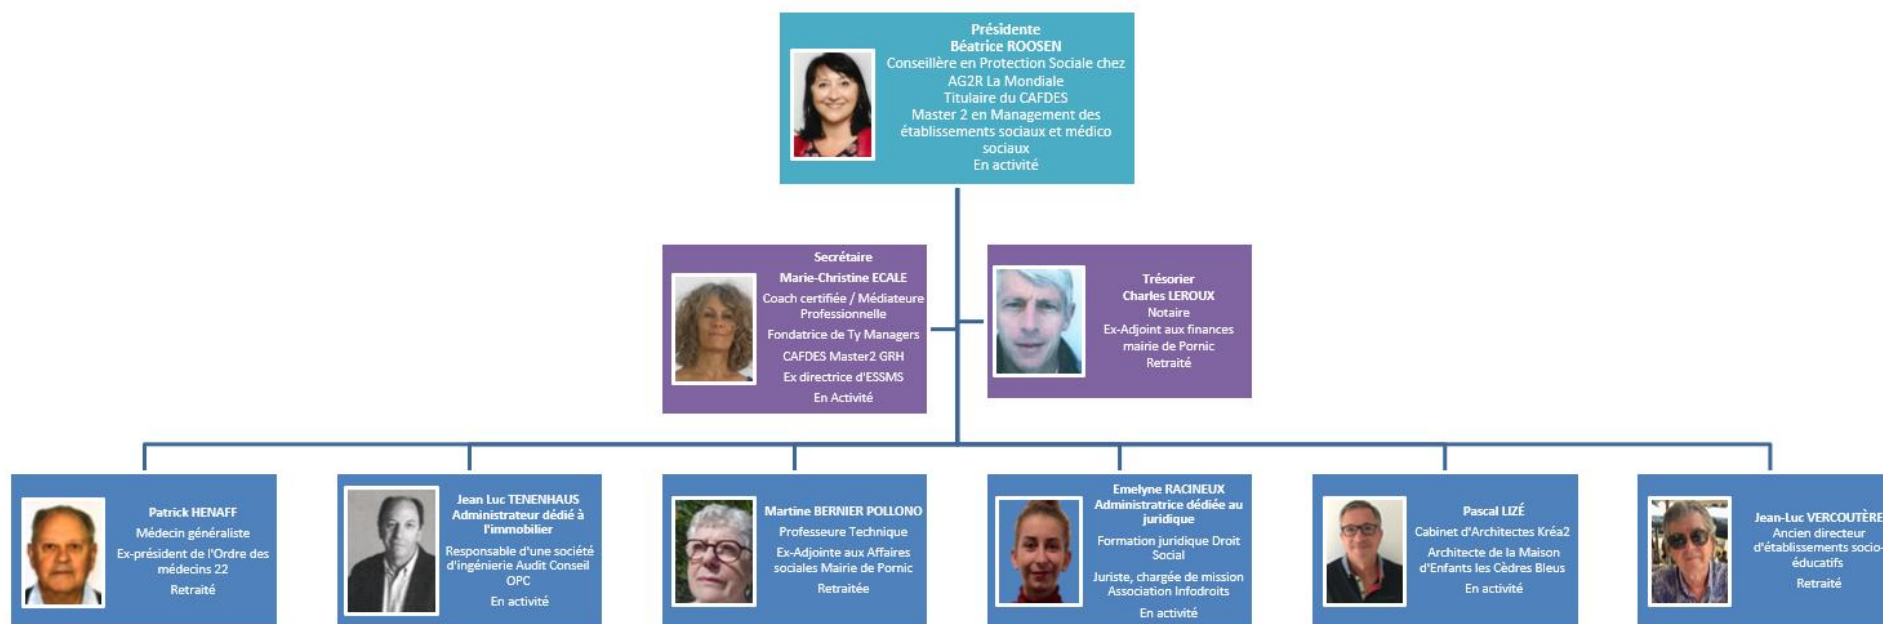 Présidente
Béatrice ROOSEN
Conseillère en Protection Sociale chez
AG2R La Mondiale
Titulaire du CAFDES
Master 2 en Management des
établissements sociaux et médico
sociaux
En activité
Secrétaire
Marie-Christine ECALE
Coach certifiée / Médiateure
Professionnelle
Fondatrice de Ty Managers
CAFDES Master2 GRH
Ex directrice d'ESSMS
En Activité
Trésorier
Charles LEROUX
Notaire
Ex-Adjoint aux finances
mairie de Pornic
Retraité
Patrick HENAFF
Médecin généraliste
Ex-président de l'Ordre des
médecins 22
Retraité
Jean Luc TENENHAUS
Administrateur dédié à
l'immobilier
Responsable d'une société
d'ingénierie Audit Conseil
OPC
En activité
Martine BERNIER POLLONO
Professeure Technique
Ex-Adjointe aux Affaires
sociales Mairie de Pornic
Retraitée
Emelyne RACINEUX
Administratrice dédiée au
juridique
Formation juridique Droit
Social
Juriste, chargée de mission
Association Infodroits
En activité
Pascal LIZÉ
Cabinet d'Architectes Kréa2
Architecte de la Maison
d'Enfants les Cèdres Bleus
En activité
Jean-Luc VERCOUTÈRE
Ancien directeur
d'établissements socio-
éducatifs
Retraité